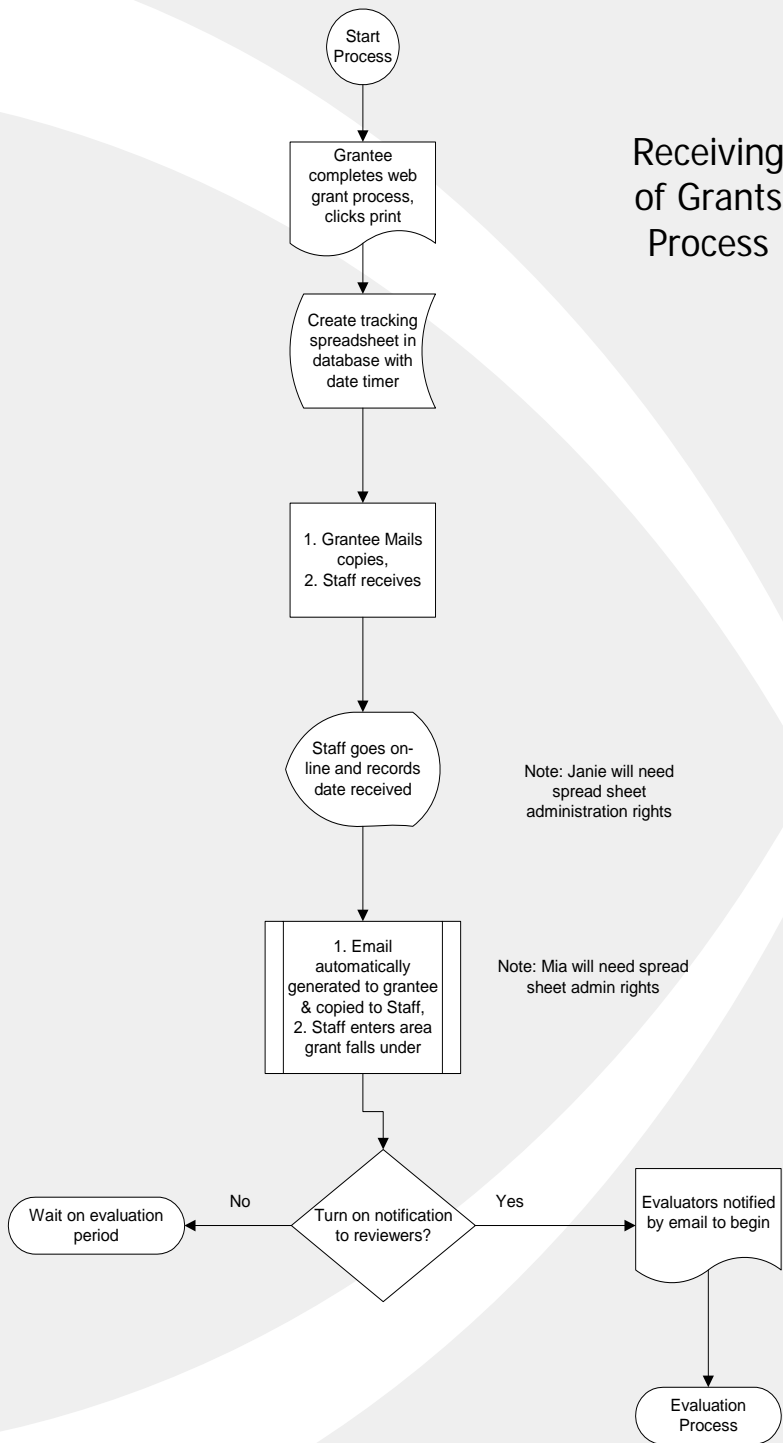 Start
Process
Receiving
of Grants
Process
Grantee
completes web
grant process,
clicks print
Create tracking
spreadsheet in
database with
date timer
1. Grantee Mails
copies,
2. Staff receives
Staff goes on-
line and records
date received
Note: Janie will need
spread sheet
administration rights
1. Email
automatically
generated to grantee
& copied to Staff,
2. Staff enters area
grant falls under
Note: Mia will need spread
sheet admin rights
Turn on notification
to reviewers?
No
Wait on evaluation
period
Yes
Evaluators notified
by email to begin
Evaluation
Process